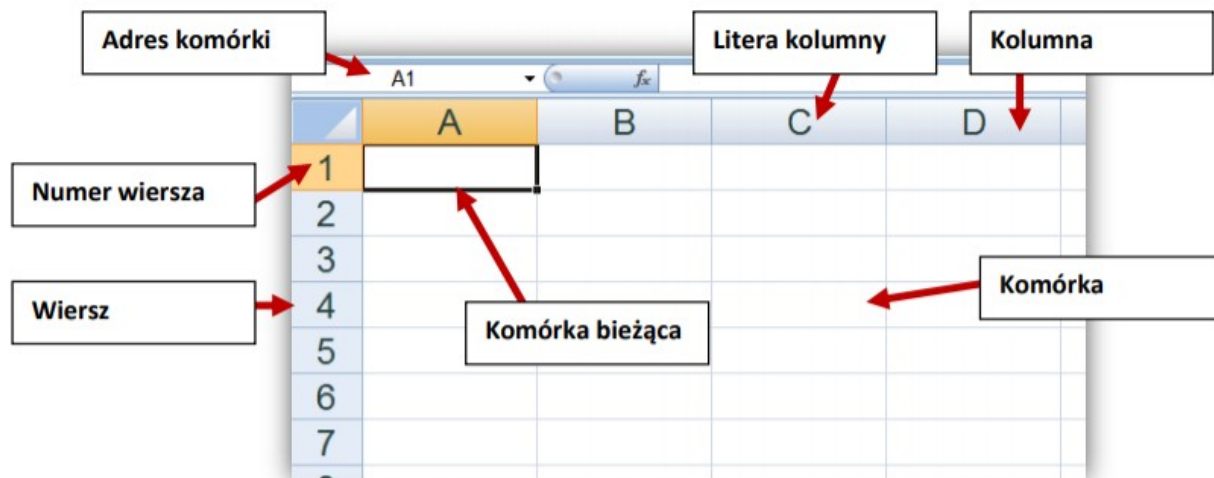 Adres komórki
Litera kolumny
Kolumna
A1
fx
A B C D
1
Numer wiersza
2
3
Komórka
4
Wiersz
Komórka bieżąca
5
6
7